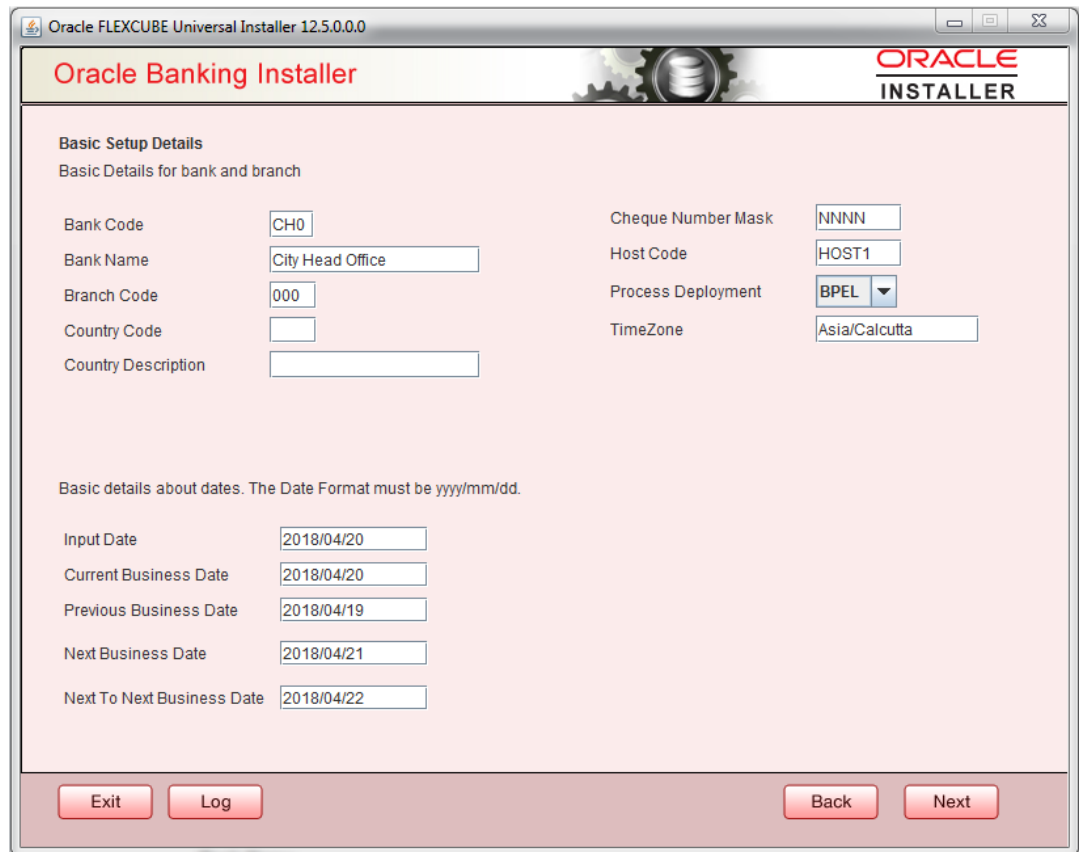 Oracle FLEXCUBE Universal Installer 12.5.0.0.0
Oracle Banking Installer
ORACLE
INSTALLER
Basic Setup Details
Basic Details for bank and branch
Bank Code CH0
Bank Name City Head Office
Branch Code 000
Country Code
Country Description
Cheque Number Mask NNNN
Host Code HOST1
Process Deployment BPEL
TimeZone Asia/Calcutta
Basic details about dates. The Date Format must be yyyy/mm/dd.
Input Date 2018/04/20
Current Business Date 2018/04/20
Previous Business Date 2018/04/19
Next Business Date 2018/04/21
Next To Next Business Date 2018/04/22
Exit Log Back Next